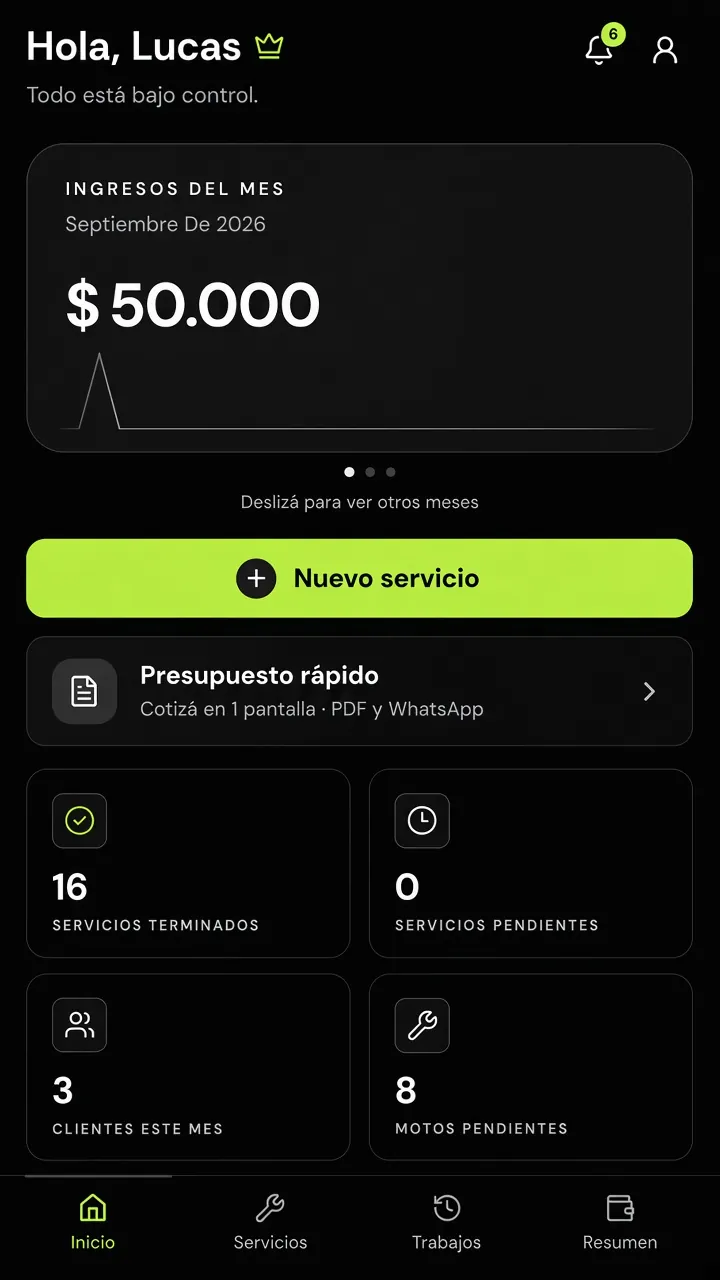 Hola, Lucas
6
Todo está bajo control.
INGRESOS DEL MES
Septiembre De 2026
$ 50.000
Deslizá para ver otros meses
Nuevo servicio
Presupuesto rápido
Cotizá en 1 pantalla · PDF y WhatsApp
16
SERVICIOS TERMINADOS
0
SERVICIOS PENDIENTES
3
CLIENTES ESTE MES
8
MOTOS PENDIENTES
Inicio
Servicios
Trabajos
Resumen